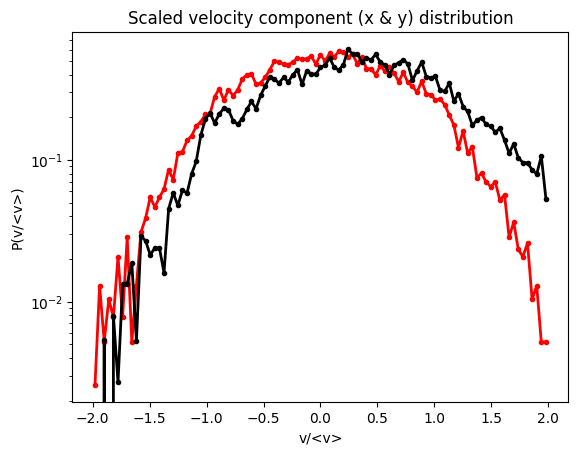 Scaled velocity component (x & y) distribution
P(v/<v>)
10⁻¹
10⁻²
−2.0 −1.5 −1.0 −0.5 0.0 0.5 1.0 1.5 2.0
v/<v>